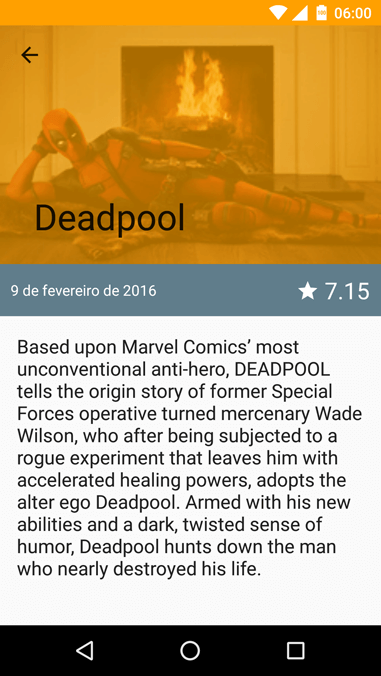 06:00
Deadpool
9 de fevereiro de 2016
7.15
Based upon Marvel Comics’ most
unconventional anti-hero, DEADPOOL
tells the origin story of former Special
Forces operative turned mercenary Wade
Wilson, who after being subjected to a
rogue experiment that leaves him with
accelerated healing powers, adopts the
alter ego Deadpool. Armed with his new
abilities and a dark, twisted sense of
humor, Deadpool hunts down the man
who nearly destroyed his life.